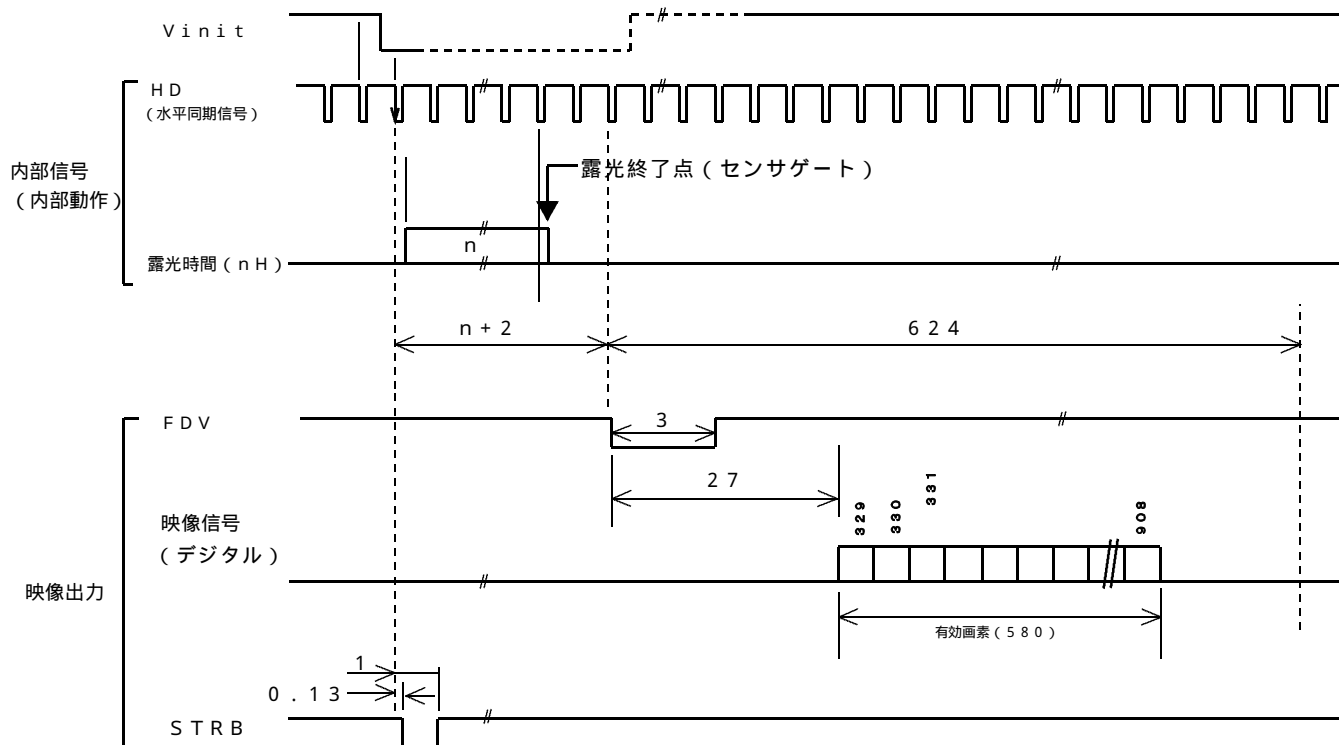 Vinit
HD
(水平同期信号)
内部信号
(内部動作)
露光終了点(センサゲート)
n
露光時間(nH)
n+2
624
FDV
3
27
映像信号
(デジタル)
329
330
331
908
映像出力
有効画素(580)
1
0.13
STRB